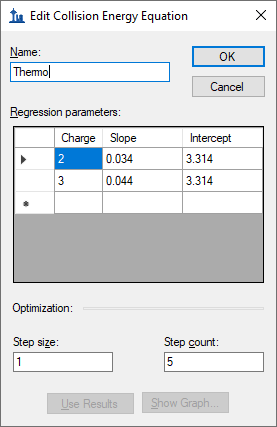 Edit Collision Energy Equation
Name:
OK
Thermo
Cancel
Regression parameters:
Charge Slope Intercept
2 0.034 3.314
3 0.044 3.314
Optimization:
Step size: Step count:
1 5
Use Results Show Graph...